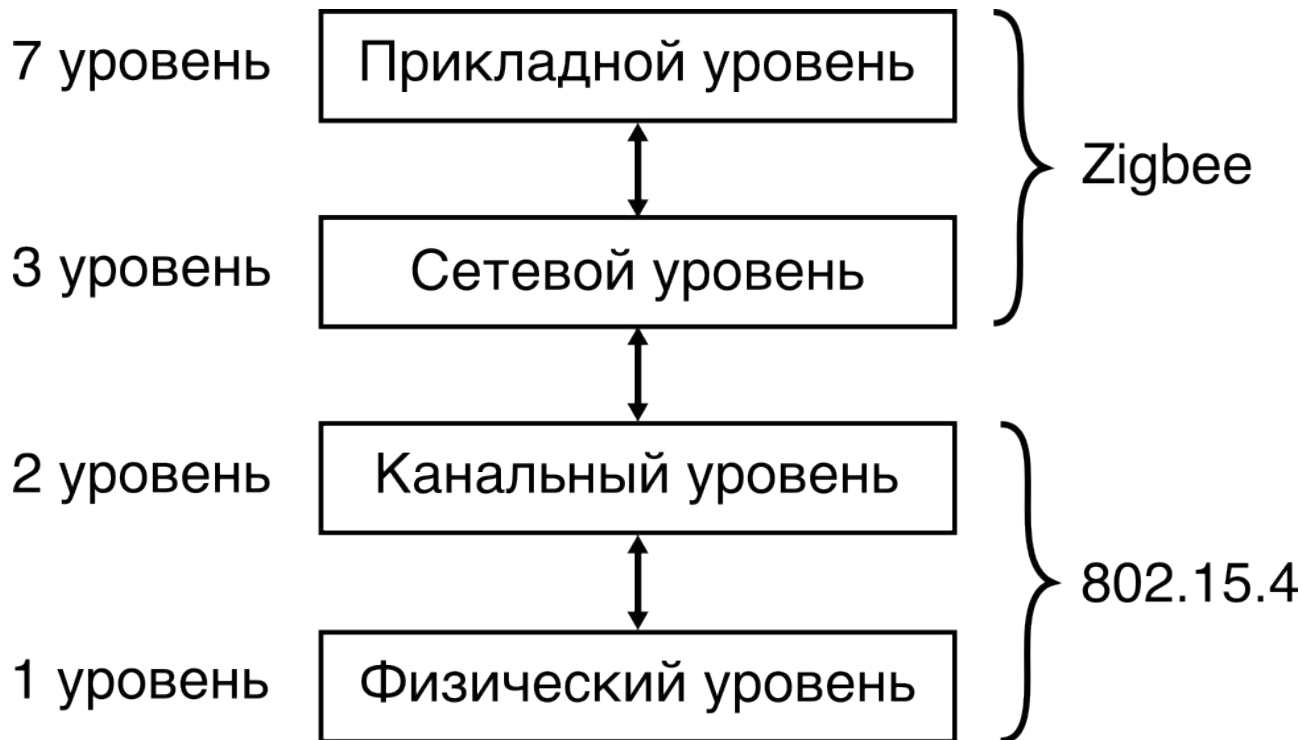 7 уровень
Прикладной уровень
Zigbee
3 уровень
Сетевой уровень
2 уровень
Канальный уровень
802.15.4
1 уровень
Физический уровень